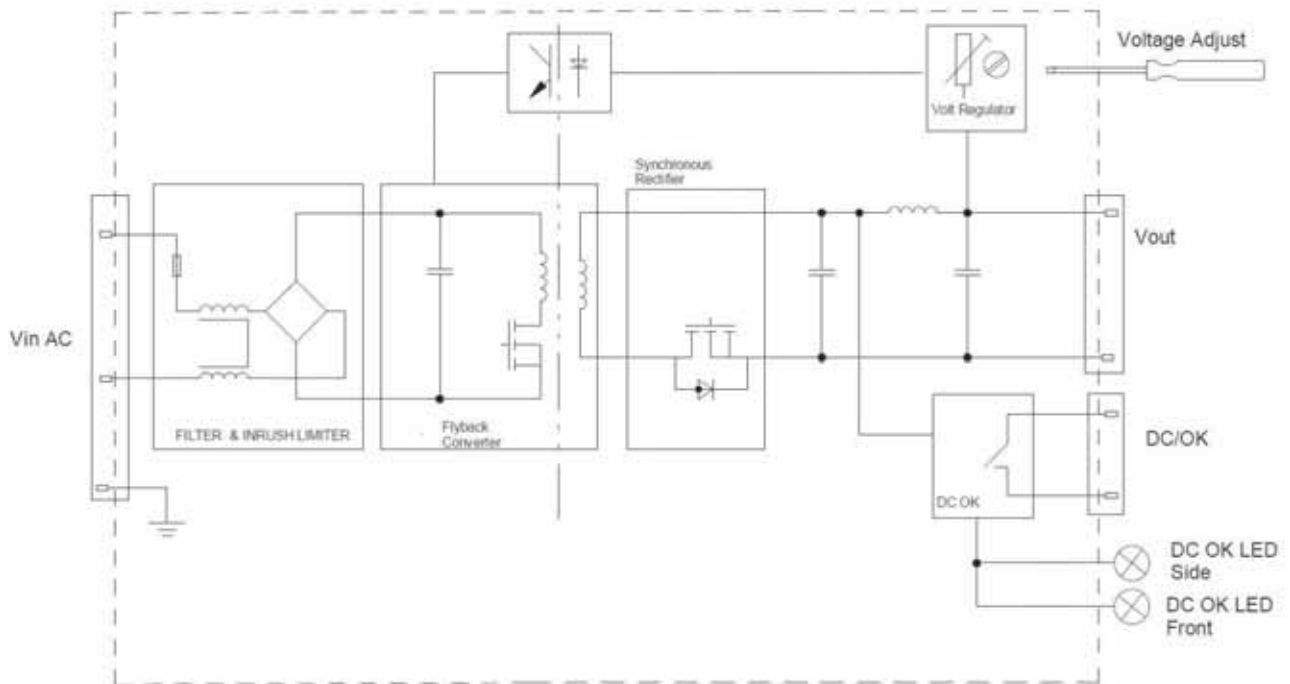 Voltage Adjust
Volt Regulator
Synchronous
Rectifier
Vout
Vin AC
FILTER & INRUSH LIMITER
Flyback
Converter
DC/OK
DC OK
DC OK LED
Side
DC OK LED
Front